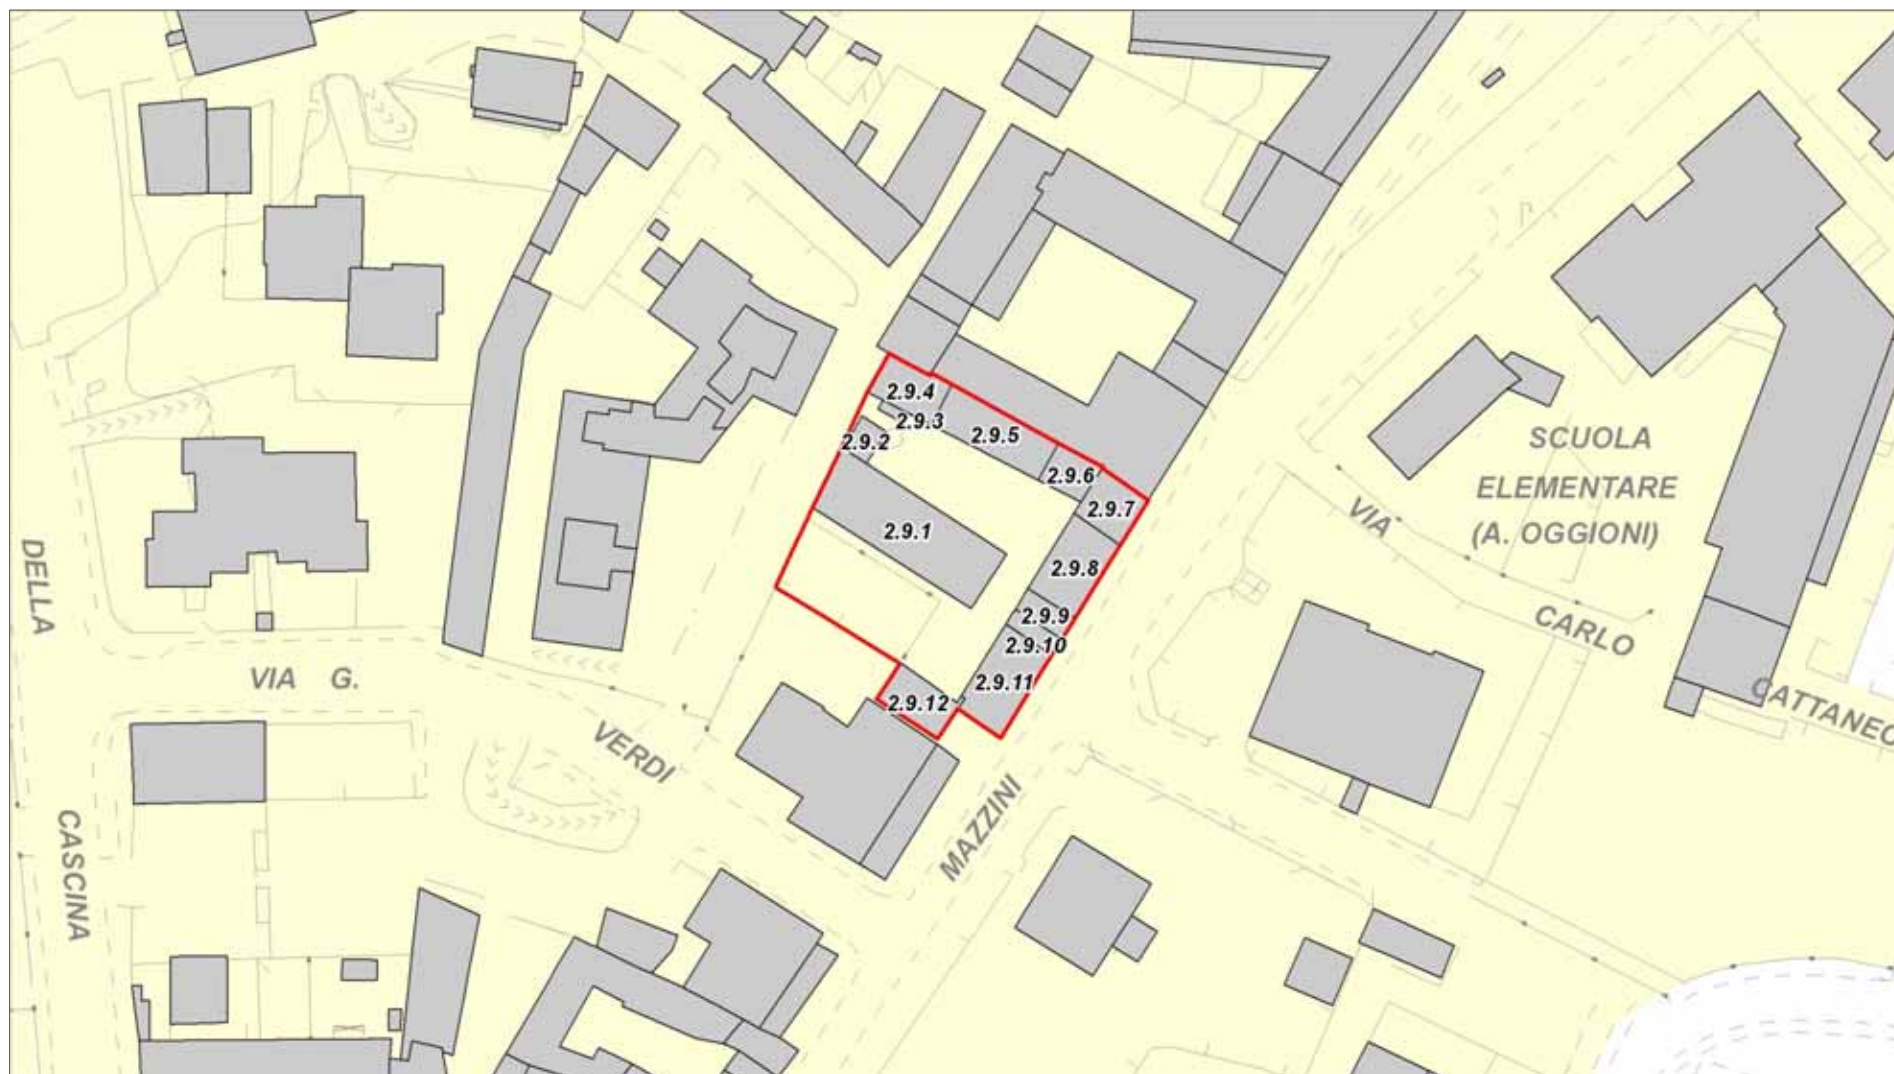 2.9.4
2.9.3
2.9.2
2.9.5
2.9.6
2.9.7
2.9.1
2.9.8
2.9.9
2.9.10
2.9.11
2.9.12
SCUOLA
ELEMENTARE
(A. OGGIONI)
VIA
CARLO
CATTANEO
DELLA
CASCINA
VIA G.
VERDI
MAZZINI